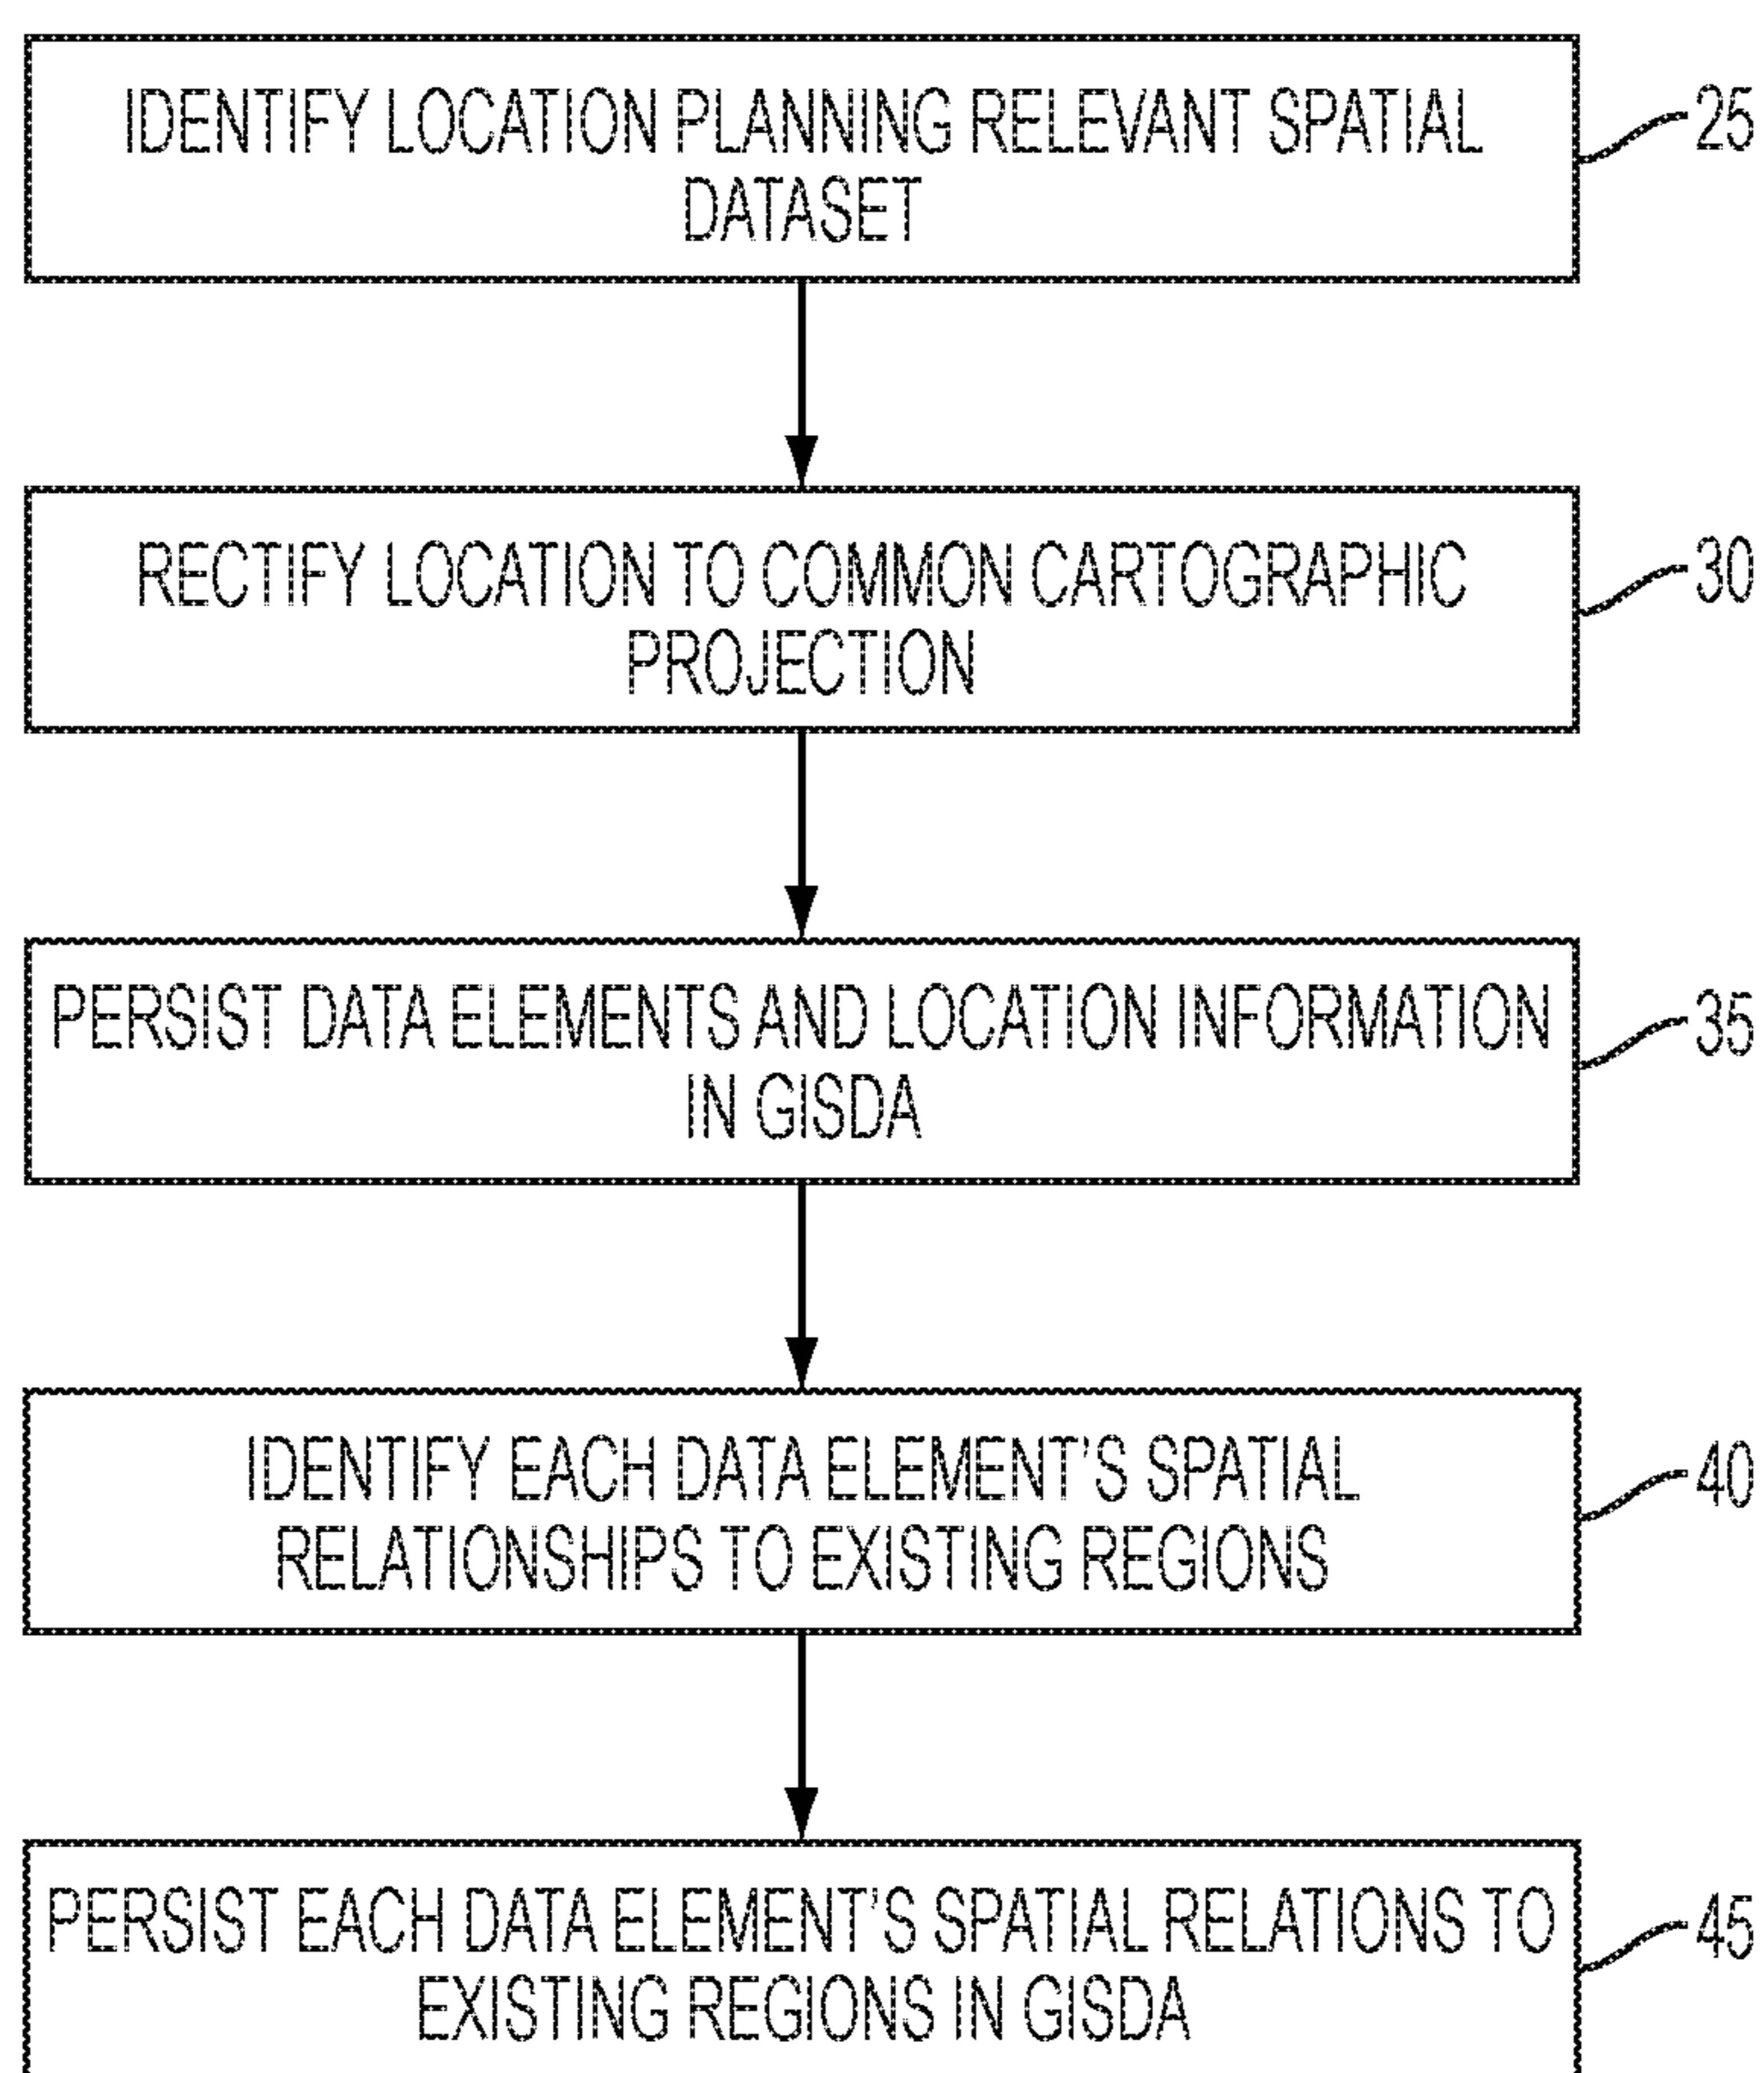 IDENTIFY LOCATION PLANNING RELEVANT SPATIAL
DATASET
25
RECTIFY LOCATION TO COMMON CARTOGRAPHIC
PROJECTION
30
PERSIST DATA ELEMENTS AND LOCATION INFORMATION
IN GISDA
35
IDENTIFY EACH DATA ELEMENT'S SPATIAL
RELATIONSHIPS TO EXISTING REGIONS
40
PERSIST EACH DATA ELEMENT'S SPATIAL RELATIONS TO
EXISTING REGIONS IN GISDA
45